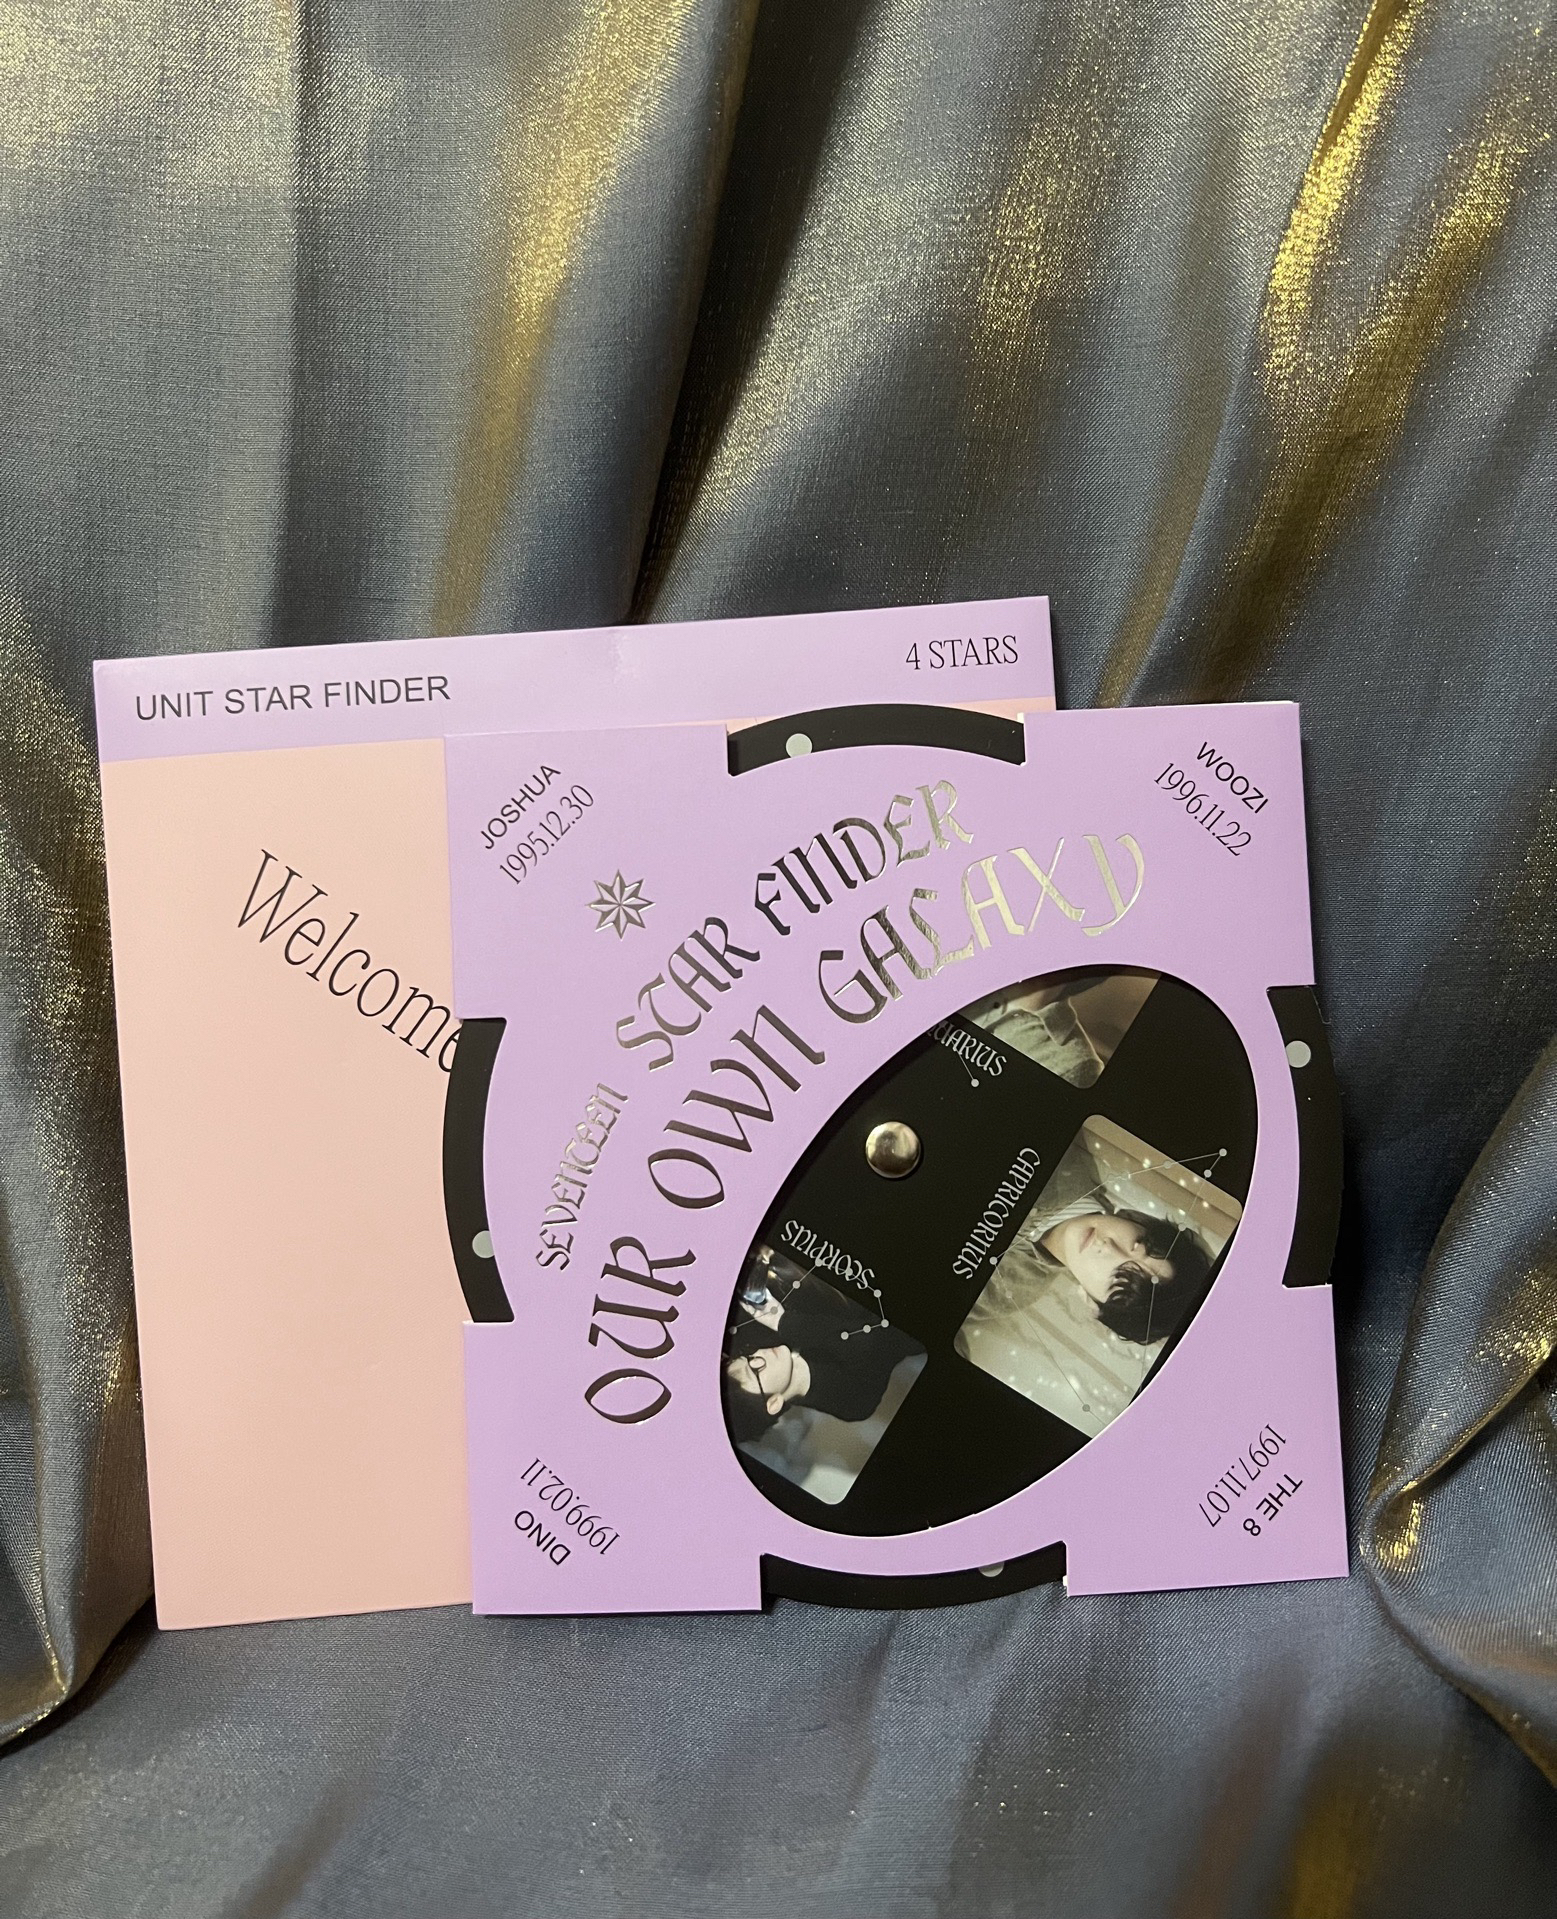 UNIT STAR FINDER
4 STARS
Welcome
JOSHUA
1995.12.30
WOOZI
1996.11.22
SEVENTEEN
STAR FINDER
OUR OWN GALAXY
UARIUS
CAPRICORNUS
SCORPIUS
DINO
1999.02.11
THE 8
1997.11.07